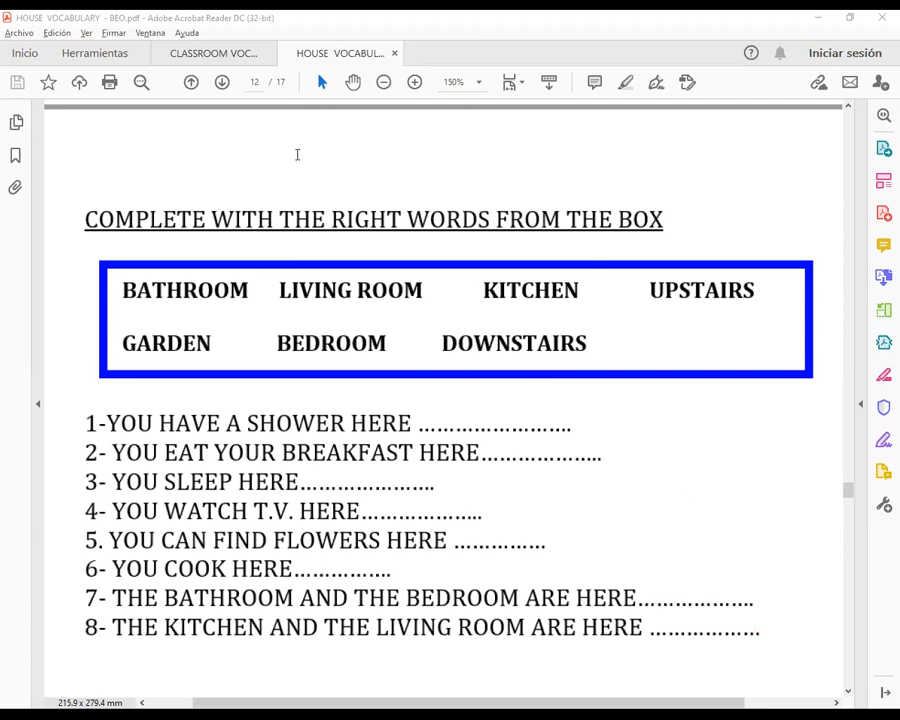 HOUSE VOCABULARY - BEO.pdf - Adobe Acrobat Reader DC (32-bit)
Archivo Edición Ver Firmar Ventana Ayuda
Inicio Herramientas CLASSROOM VOC... HOUSE VOCABUL... × Iniciar sesión
12 / 17 150%
COMPLETE WITH THE RIGHT WORDS FROM THE BOX
BATHROOM LIVING ROOM KITCHEN UPSTAIRS
GARDEN BEDROOM DOWNSTAIRS
1-YOU HAVE A SHOWER HERE …………………….
2- YOU EAT YOUR BREAKFAST HERE………………..
3- YOU SLEEP HERE………………….
4- YOU WATCH T.V. HERE………………..
5. YOU CAN FIND FLOWERS HERE ……………
6- YOU COOK HERE…………….
7- THE BATHROOM AND THE BEDROOM ARE HERE……………….
8- THE KITCHEN AND THE LIVING ROOM ARE HERE ………………
215.9 x 279.4 mm